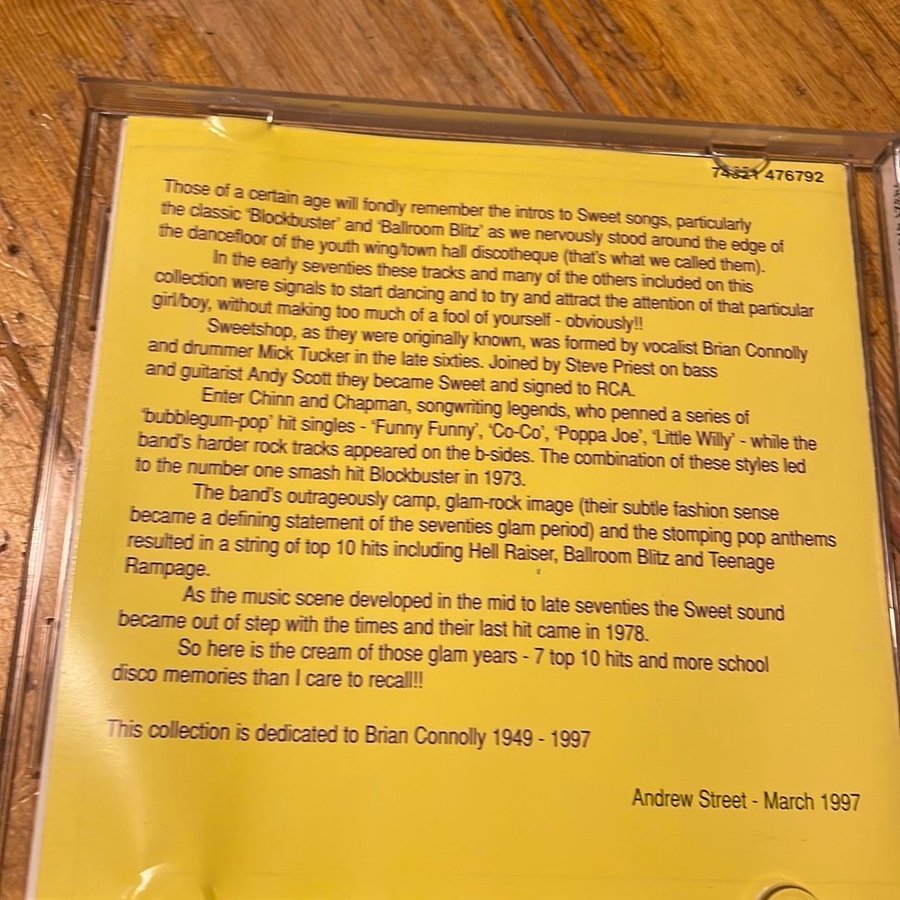 74321 476792
Those of a certain age will fondly remember the intros to Sweet songs, particularly
the classic 'Blockbuster' and 'Ballroom Blitz' as we nervously stood around the edge of
the dancefloor of the youth wing/town hall discotheque (that's what we called them).
In the early seventies these tracks and many of the others included on this
collection were signals to start dancing and to try and attract the attention of that particular
girl/boy, without making too much of a fool of yourself - obviously!!
Sweetshop, as they were originally known, was formed by vocalist Brian Connolly
and drummer Mick Tucker in the late sixties. Joined by Steve Priest on bass
and guitarist Andy Scott they became Sweet and signed to RCA.
Enter Chinn and Chapman, songwriting legends, who penned a series of
'bubblegum-pop' hit singles - 'Funny Funny', 'Co-Co', 'Poppa Joe', 'Little Willy' - while the
band's harder rock tracks appeared on the b-sides. The combination of these styles led
to the number one smash hit Blockbuster in 1973.
The band's outrageously camp, glam-rock image (their subtle fashion sense
became a defining statement of the seventies glam period) and the stomping pop anthems
resulted in a string of top 10 hits including Hell Raiser, Ballroom Blitz and Teenage
Rampage.
As the music scene developed in the mid to late seventies the Sweet sound
became out of step with the times and their last hit came in 1978.
So here is the cream of those glam years - 7 top 10 hits and more school
disco memories than I care to recall!!
This collection is dedicated to Brian Connolly 1949 - 1997
Andrew Street - March 1997